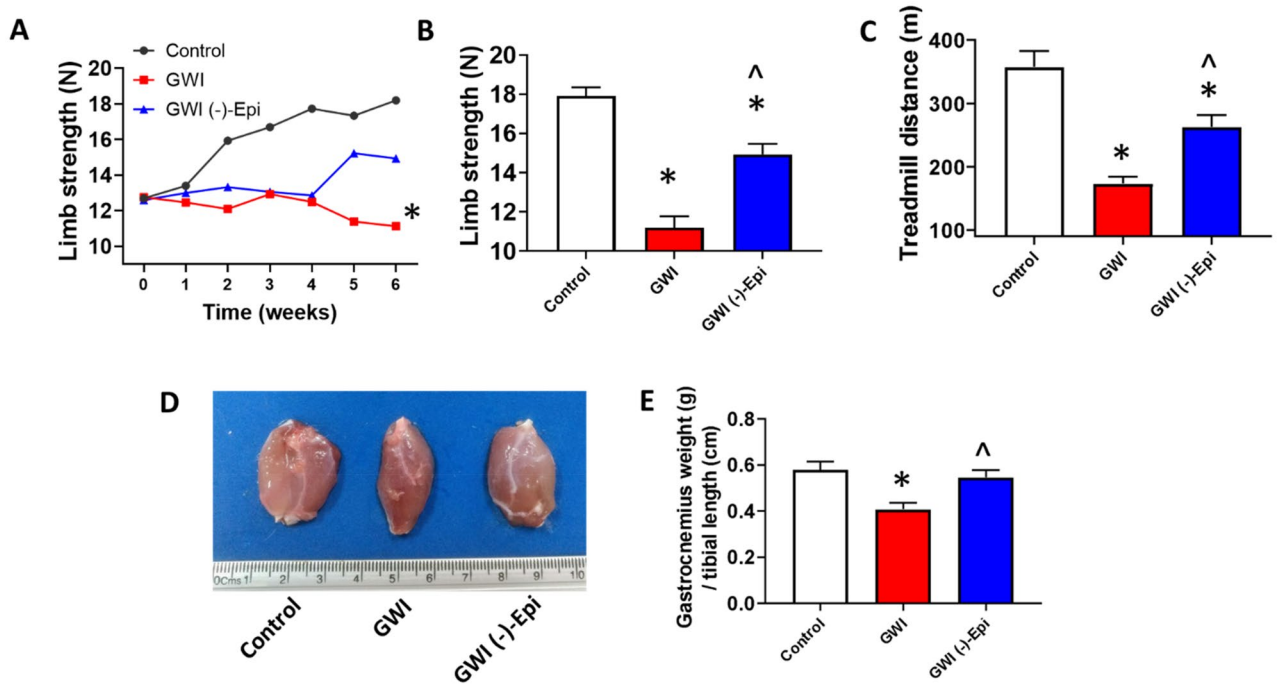 A
Control
GWI
GWI (-)-Epi
Limb strength (N)
20
18
16
14
12
10
*
0 1 2 3 4 5 6
Time (weeks)
B
Limb strength (N)
20
18
16
14
12
10
*
^
*
Control
GWI
GWI (-)-Epi
C
Treadmill distance (m)
400
300
200
100
*
^
*
Control
GWI
GWI (-)-Epi
D
0Cms 1 2 3 4 5 6 7 8 9 10
Control
GWI
GWI (-)-Epi
E
Gastrocnemius weight (g)
/ tibial length (cm)
0.8
0.6
0.4
0.2
0.0
*
^
Control
GWI
GWI (-)-Epi